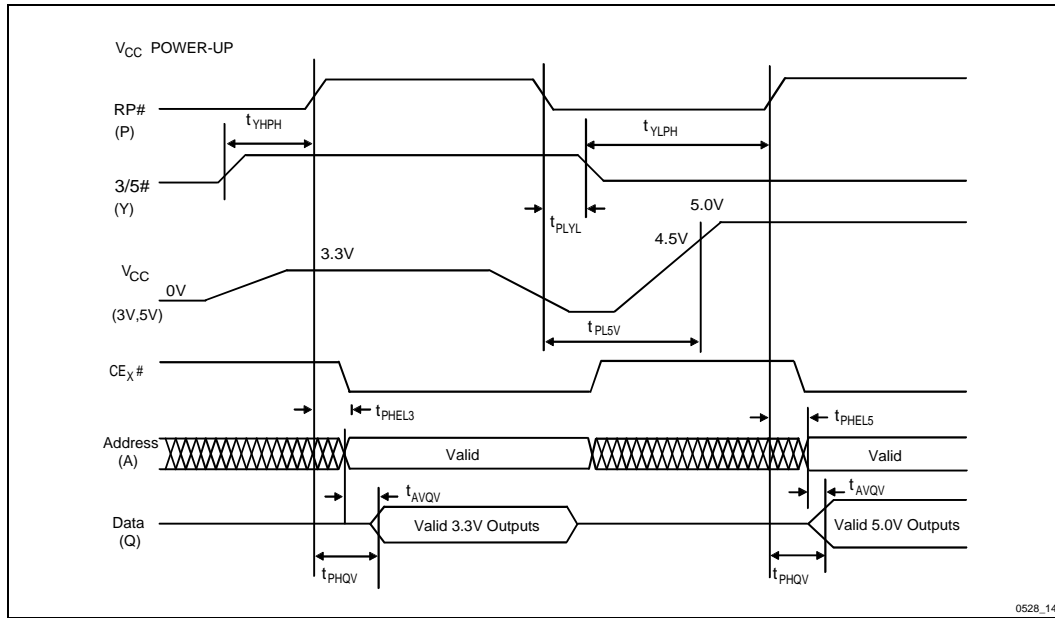 VCC POWER-UP
RP#
(P)
tYHPH
tYLPH
3/5#
(Y)
tPLYL
5.0V
4.5V
3.3V
VCC
0V
(3V,5V)
tPL5V
CEX#
tPHEL3
tPHEL5
Address
(A)
Valid
Valid
tAVQV
tAVQV
Data
(Q)
Valid 3.3V Outputs
Valid 5.0V Outputs
tPHQV
tPHQV
0528_14